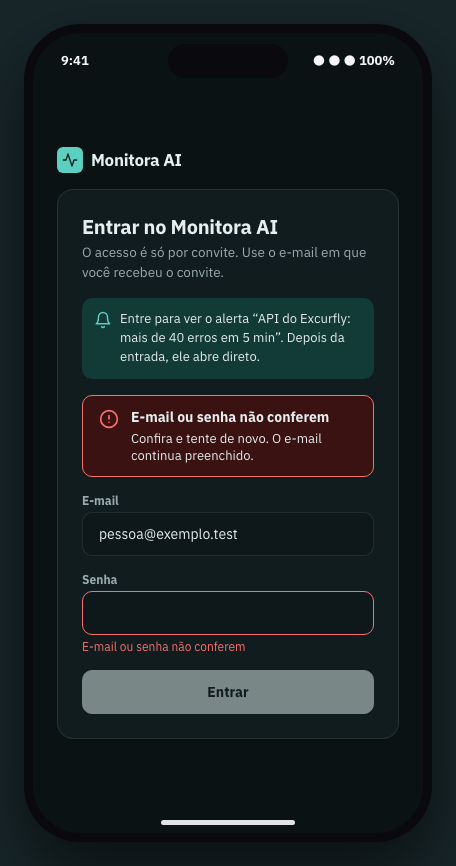 9:41
100%
Monitora AI
Entrar no Monitora AI
O acesso é só por convite. Use o e-mail em que
você recebeu o convite.
Entre para ver o alerta “API do Excurfly:
mais de 40 erros em 5 min”. Depois da
entrada, ele abre direto.
E-mail ou senha não conferem
Confira e tente de novo. O e-mail
continua preenchido.
E-mail
pessoa@exemplo.test
Senha
E-mail ou senha não conferem
Entrar